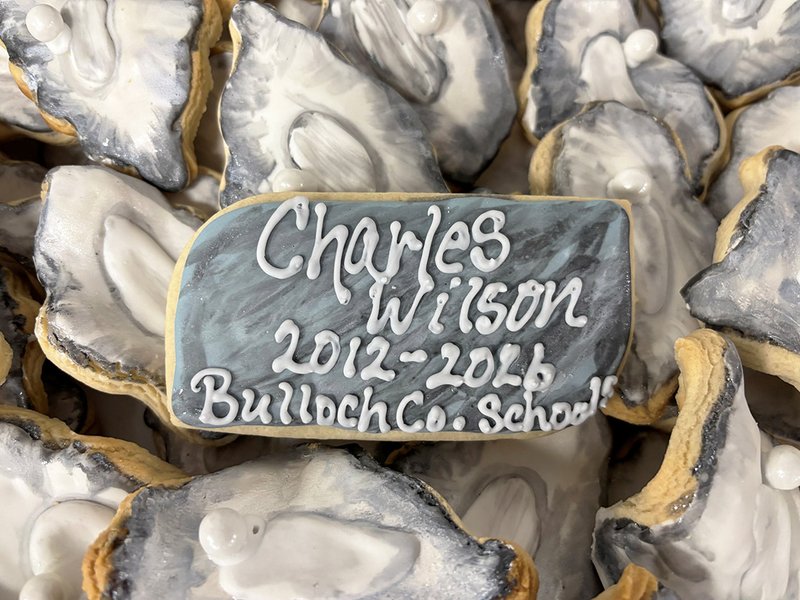 Charles
Wilson
2012-2026
Bulloch Co. Schools